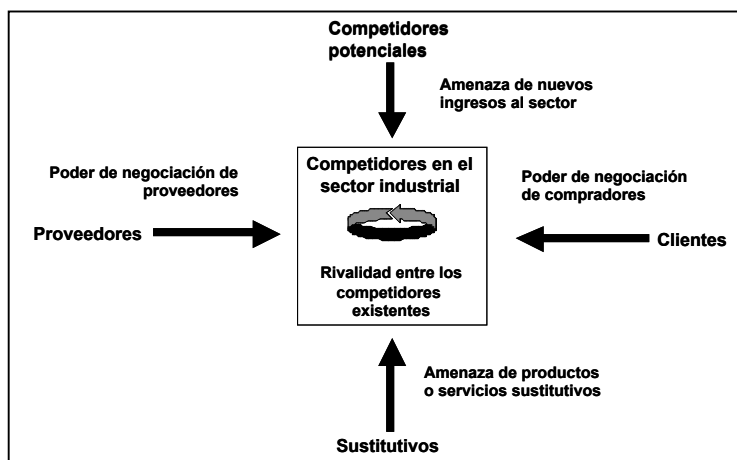 Competidores
potenciales
Amenaza de nuevos
ingresos al sector
Poder de negociación de
proveedores
Proveedores
Competidores en el
sector industrial
Rivalidad entre los
competidores
existentes
Poder de negociación
de compradores
Clientes
Amenaza de productos
o servicios sustitutivos
Sustitutivos